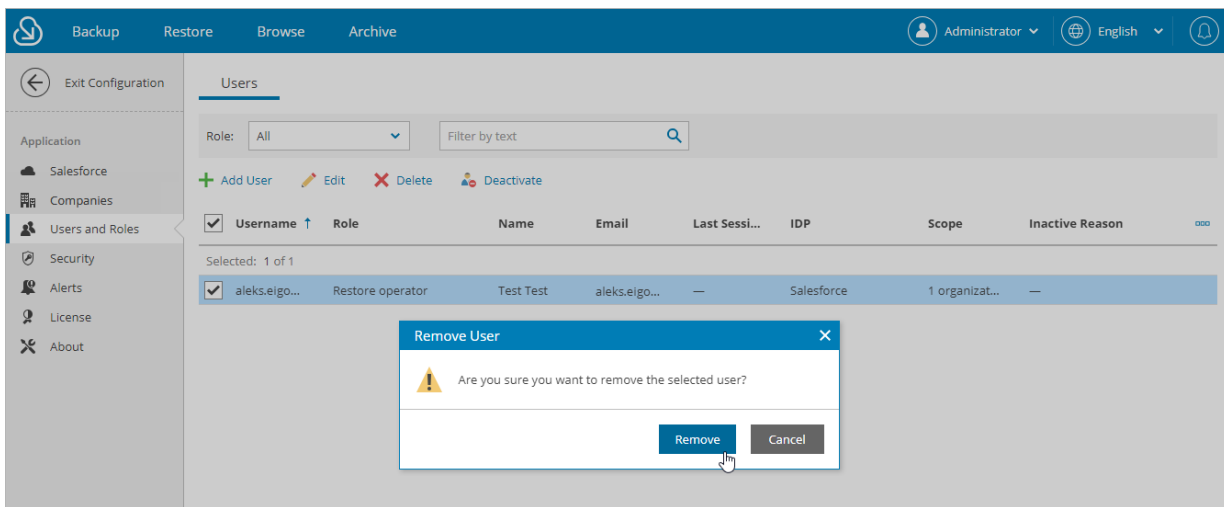 Backup Restore Browse Archive Administrator English
Exit Configuration
Users
Application
Salesforce
Companies
Users and Roles
Security
Alerts
License
About
Role: All Filter by text
Add User Edit Delete Deactivate
Username ↑ Role Name Email Last Sessi... IDP Scope Inactive Reason
Selected: 1 of 1
aleks.eigo... Restore operator Test Test aleks.eigo... — Salesforce 1 organizat... —
Remove User
Are you sure you want to remove the selected user?
Remove Cancel